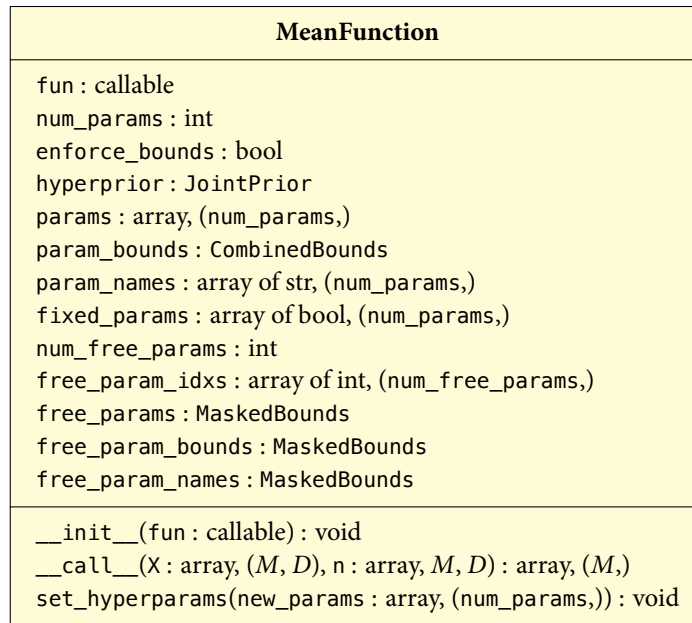 MeanFunction
fun : callable
num_params : int
enforce_bounds : bool
hyperprior : JointPrior
params : array, (num_params,)
param_bounds : CombinedBounds
param_names : array of str, (num_params,)
fixed_params : array of bool, (num_params,)
num_free_params : int
free_param_idxs : array of int, (num_free_params,)
free_params : MaskedBounds
free_param_bounds : MaskedBounds
free_param_names : MaskedBounds
__init__(fun : callable) : void
__call__(X : array, (M, D), n : array, M, D) : array, (M,)
set_hyperparams(new_params : array, (num_params,)) : void